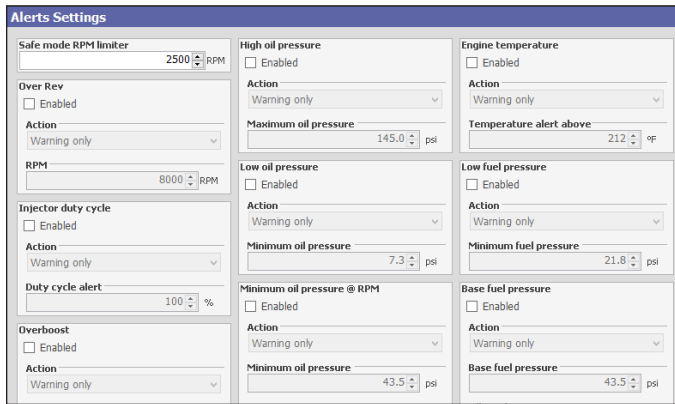 Alerts Settings
Safe mode RPM limiter
2500 RPM
Over Rev
Enabled
Action
Warning only
RPM
8000 RPM
Injector duty cycle
Enabled
Action
Warning only
Duty cycle alert
100 %
Overboost
Enabled
Action
Warning only
High oil pressure
Enabled
Action
Warning only
Maximum oil pressure
145.0 psi
Low oil pressure
Enabled
Action
Warning only
Minimum oil pressure
7.3 psi
Minimum oil pressure @ RPM
Enabled
Action
Warning only
Minimum oil pressure
43.5 psi
Engine temperature
Enabled
Action
Warning only
Temperature alert above
212 ºF
Low fuel pressure
Enabled
Action
Warning only
Minimum fuel pressure
21.8 psi
Base fuel pressure
Enabled
Action
Warning only
Base fuel pressure
43.5 psi